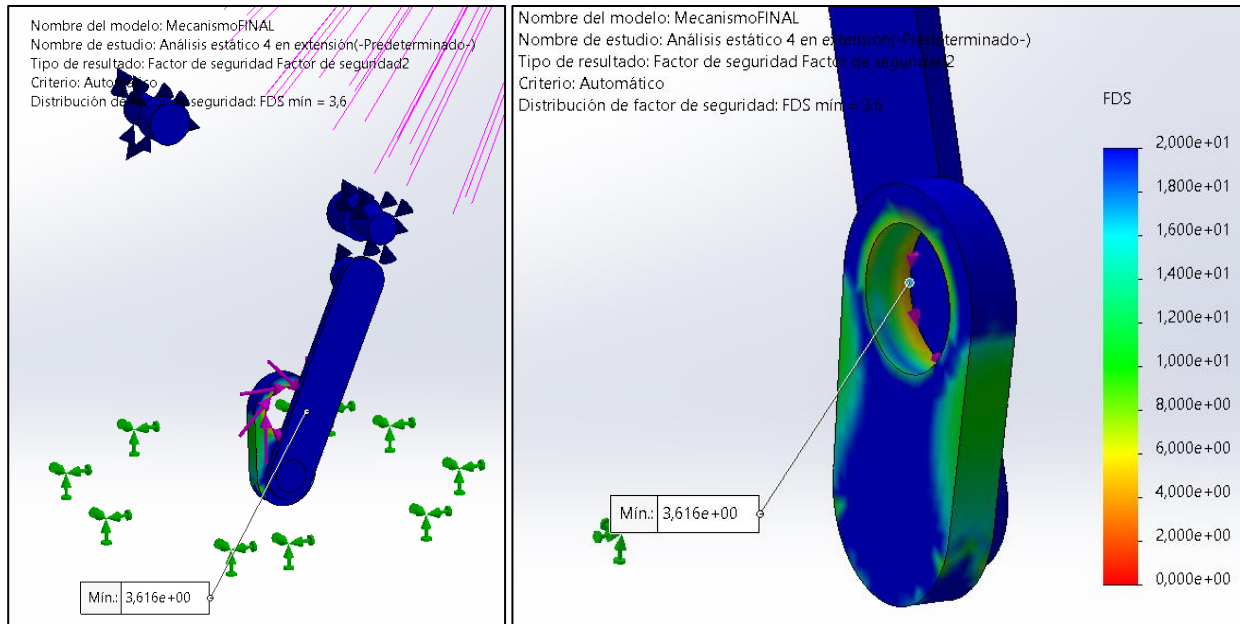 Nombre del modelo: MecanismoFINAL
Nombre de estudio: Análisis estático 4 en extensión(-Predeterminado-)
Tipo de resultado: Factor de seguridad Factor de seguridad2
Criterio: Automático
Distribución de factor de seguridad: FDS mín = 3,6
Mín.: 3,616e+00
Nombre del modelo: MecanismoFINAL
Nombre de estudio: Análisis estático 4 en extensión(-Predeterminado-)
Tipo de resultado: Factor de seguridad Factor de seguridad2
Criterio: Automático
Distribución de factor de seguridad: FDS mín = 3,6
FDS
2,000e+01
1,800e+01
1,600e+01
1,400e+01
1,200e+01
1,000e+01
8,000e+00
6,000e+00
4,000e+00
2,000e+00
0,000e+00
Mín.: 3,616e+00